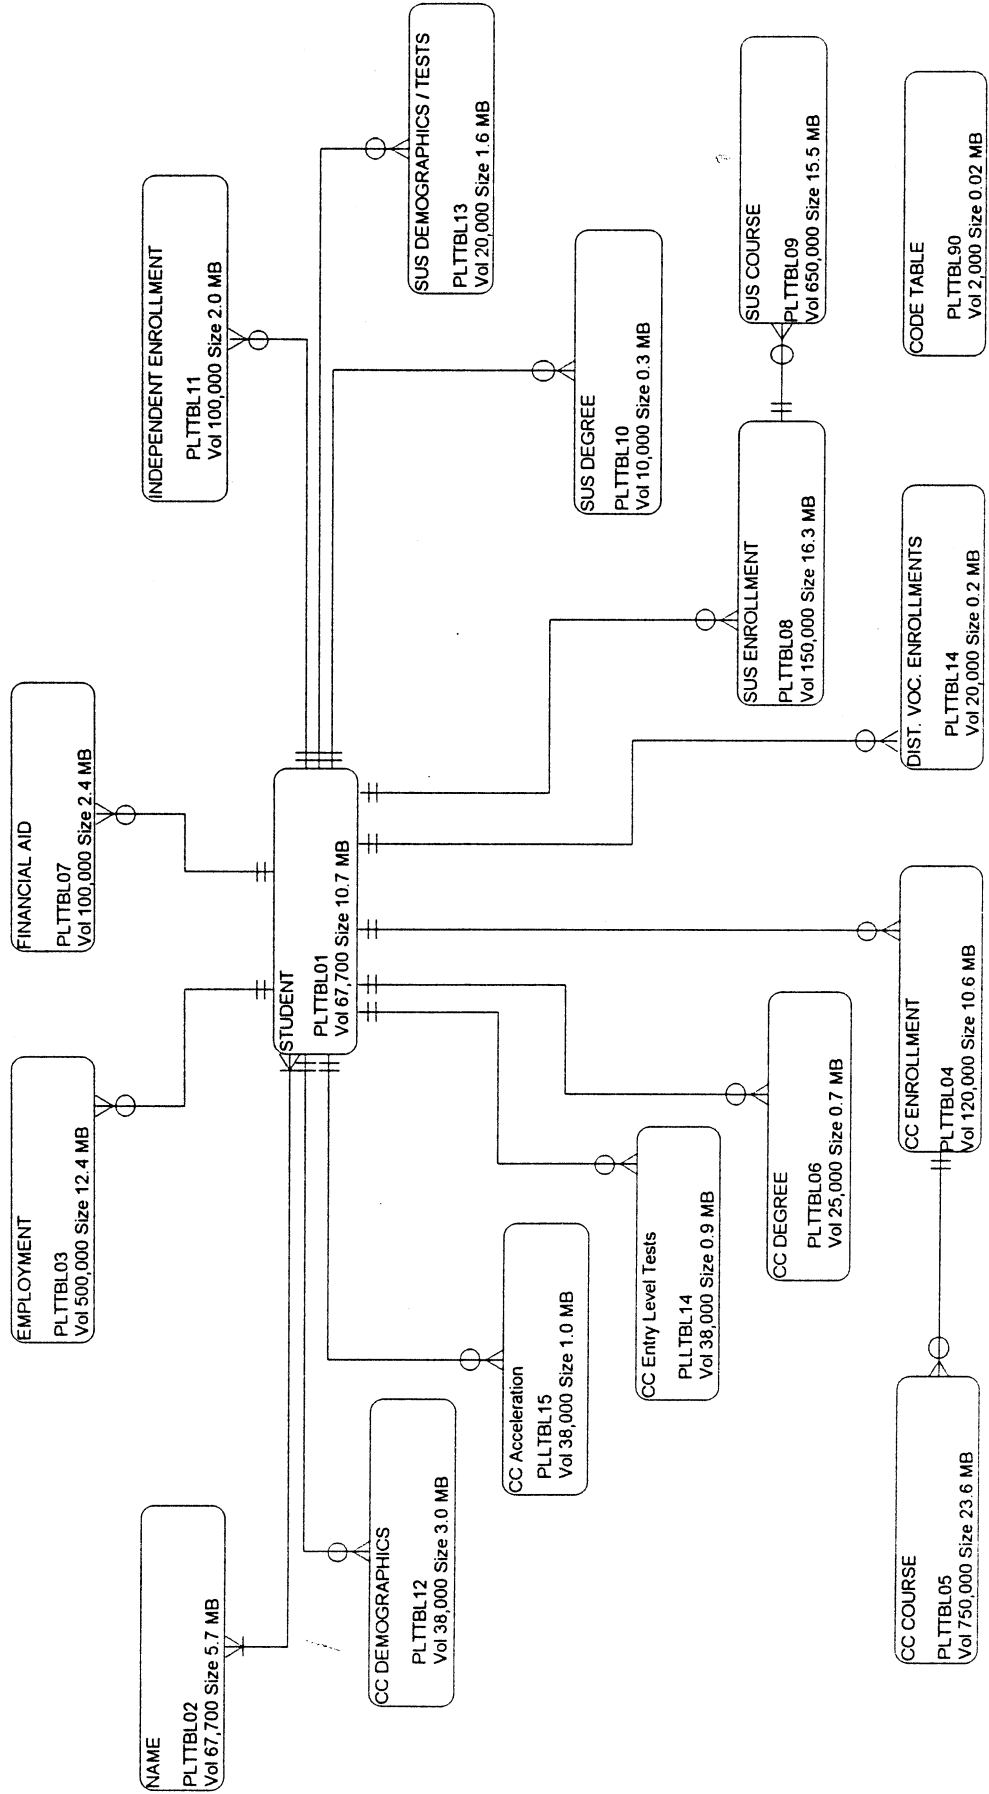 NAME
PLTTBL02
Vol 67,700 Size 5.7 MB
EMPLOYMENT
PLTTBL03
Vol 500,000 Size 12.4 MB
FINANCIAL AID
PLTTBL07
Vol 100,000 Size 2.4 MB
INDEPENDENT ENROLLMENT
PLTTBL11
Vol 100,000 Size 2.0 MB
STUDENT
PLTTBL01
Vol 67,700 Size 10.7 MB
SUS DEMOGRAPHICS / TESTS
PLTTBL13
Vol 20,000 Size 1.6 MB
CC DEMOGRAPHICS
PLTTBL12
Vol 38,000 Size 3.0 MB
CC Acceleration
PLLTBL15
Vol 38,000 Size 1.0 MB
SUS DEGREE
PLTTBL10
Vol 10,000 Size 0.3 MB
CC Entry Level Tests
PLLTBL14
Vol 38,000 Size 0.9 MB
CC DEGREE
PLTTBL06
Vol 25,000 Size 0.7 MB
SUS ENROLLMENT
PLTTBL08
Vol 150,000 Size 16.3 MB
SUS COURSE
PLTTBL09
Vol 650,000 Size 15.5 MB
CC COURSE
PLTTBL05
Vol 750,000 Size 23.6 MB
CC ENROLLMENT
PLTTBL04
Vol 120,000 Size 10.6 MB
DIST. VOC. ENROLLMENTS
PLTTBL14
Vol 20,000 Size 0.2 MB
CODE TABLE
PLTTBL90
Vol 2,000 Size 0.02 MB